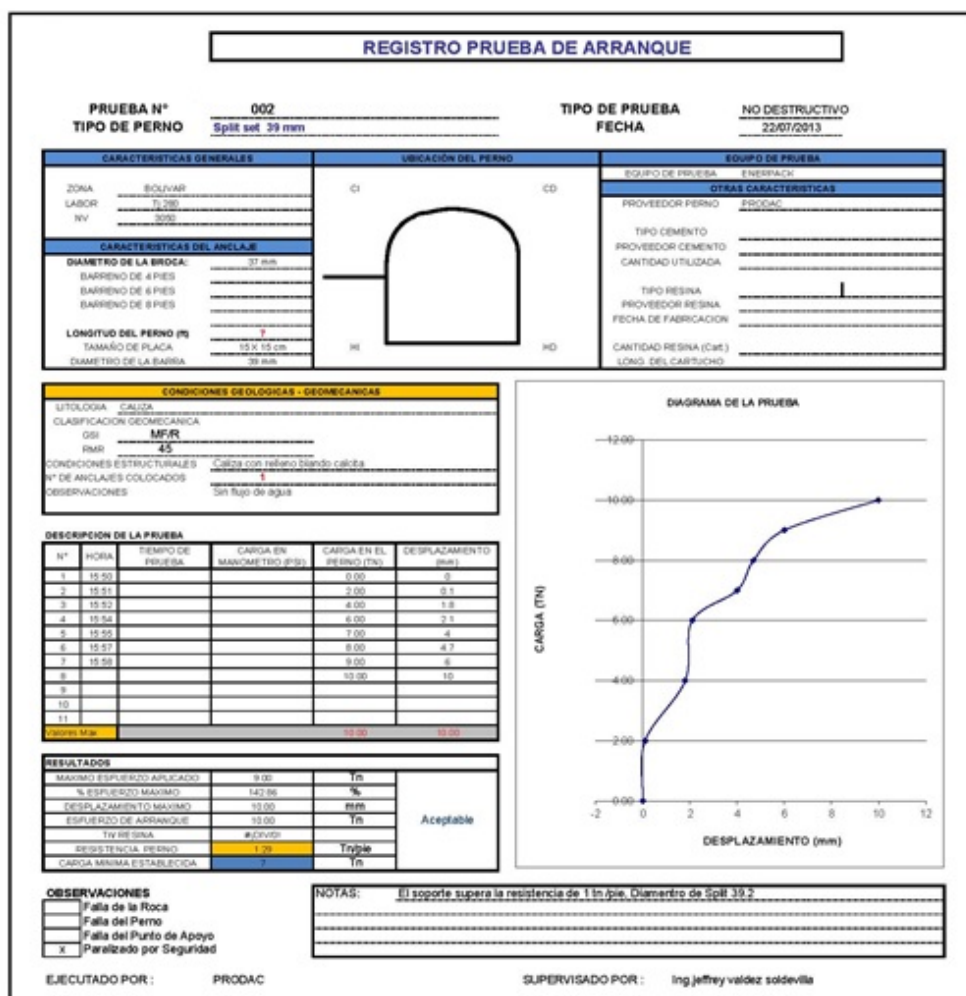 REGISTRO PRUEBA DE ARRANQUE
PRUEBA N° 002 TIPO DE PRUEBA NO DESTRUCTIVO
TIPO DE PERNO Split set 39 mm FECHA 22/07/2013
CARACTERISTICAS GENERALES UBICACIÓN DEL PERNO EQUIPO DE PRUEBA
EQUIPO DE PRUEBA ENERPACK
OTRAS CARACTERISTICAS
ZONA BOLIVAR CI CD
LABOR TJ 280 PROVEEDOR PERNO PRODAC
NV 3050
TIPO CEMENTO
CARACTERISTICAS DEL ANCLAJE PROVEEDOR CEMENTO
DIAMETRO DE LA BROCA: 37 mm CANTIDAD UTILIZADA
BARRENO DE 4 PIES
BARRENO DE 6 PIES TIPO RESINA
BARRENO DE 8 PIES PROVEEDOR RESINA
FECHA DE FABRICACION
LONGITUD DEL PERNO (ft) 7
TAMAÑO DE PLACA 15 X 15 cm HI HD CANTIDAD RESINA (Cart.)
DIAMETRO DE LA BARRA 39 mm LONG. DEL CARTUCHO
CONDICIONES GEOLOGICAS - GEOMECANICAS
LITOLOGIA CALIZA
CLASIFICACION GEOMECANICA
GSI MF/R
RMR 45
CONDICIONES ESTRUCTURALES Caliza con relleno blando calcita
N° DE ANCLAJES COLOCADOS 1
OBSERVACIONES Sin flujo de agua
DESCRIPCION DE LA PRUEBA
N° HORA TIEMPO DE PRUEBA CARGA EN MANOMETRO (PSI) CARGA EN EL PERNO (TN) DESPLAZAMIENTO (mm)
1 15:50 0.00 0
2 15:51 2.00 0.1
3 15:52 4.00 1.8
4 15:54 6.00 2.1
5 15:55 7.00 4
6 15:57 8.00 4.7
7 15:58 9.00 6
8 10.00 10
9
10
11
Valores Max 10.00 10.00
DIAGRAMA DE LA PRUEBA
CARGA (TN)
12.00
10.00
8.00
6.00
4.00
2.00
0.00
-2 0 2 4 6 8 10 12
DESPLAZAMIENTO (mm)
RESULTADOS
MAXIMO ESFUERZO APLICADO 9.00 Tn
% ESFUERZO MAXIMO 142.86 %
DESPLAZAMIENTO MAXIMO 10.00 mm
ESFUERZO DE ARRANQUE 10.00 Tn
Aceptable
TN/ RESINA #¡DIV/0!
RESISTENCIA PERNO 1.29 Tn/pie
CARGA MINIMA ESTABLECIDA 7 Tn
OBSERVACIONES
Falla de la Roca
Falla del Perno
Falla del Punto de Apoyo
X Paralizado por Seguridad
NOTAS: El soporte supera la resistencia de 1 tn /pie, Diamentro de Split 39.2
EJECUTADO POR : PRODAC SUPERVISADO POR : Ing.jeffrey valdez soldevilla